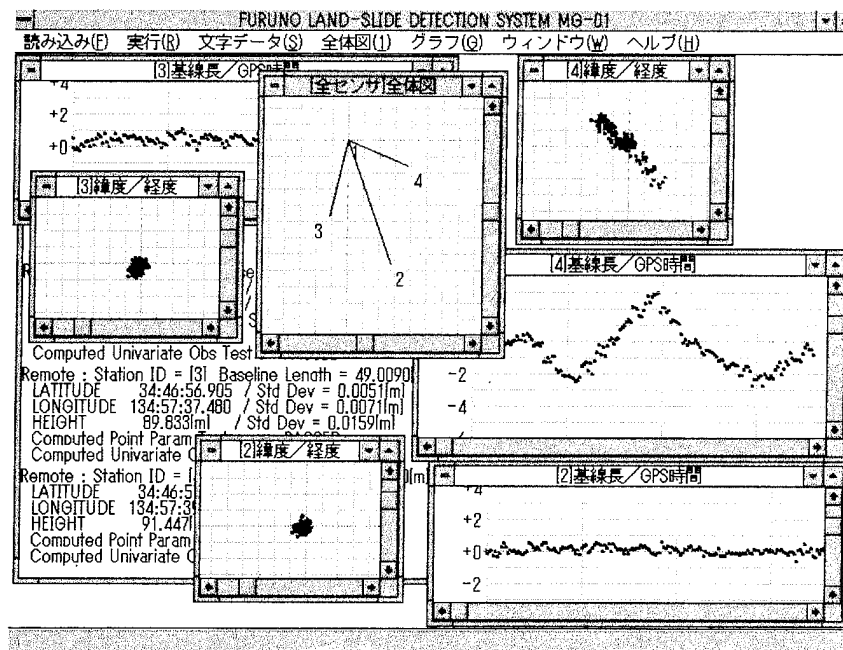 FURUNO LAND-SLIDE DETECTION SYSTEM MG-01
読み込み(F) 実行(R) 文字データ(S) 全体図(1) グラフ(G) ウィンドウ(W) ヘルプ(H)
[3]基線長/GPS時間
+4
+2
+0
[全センサ]全体図
4
3
2
[4]緯度/経度
[3]緯度/経度
[4]基線長/GPS時間
-2
-4
Computed Univariate Obs Test
Remote : Station ID = [3] Baseline Length = 49.0090
LATITUDE 34:46:56.905 / Std Dev = 0.0051[m]
LONGITUDE 134:57:37.480 / Std Dev = 0.0071[m]
HEIGHT 89.833[m] / Std Dev = 0.0159[m]
Computed Point Param
Computed Univariate
Remote : Station ID =
LATITUDE 34:46:5
LONGITUDE 134:57:3
HEIGHT 91.447[
Computed Point Param
Computed Univariate
[2]緯度/経度
[2]基線長/GPS時間
+4
+2
+0
-2